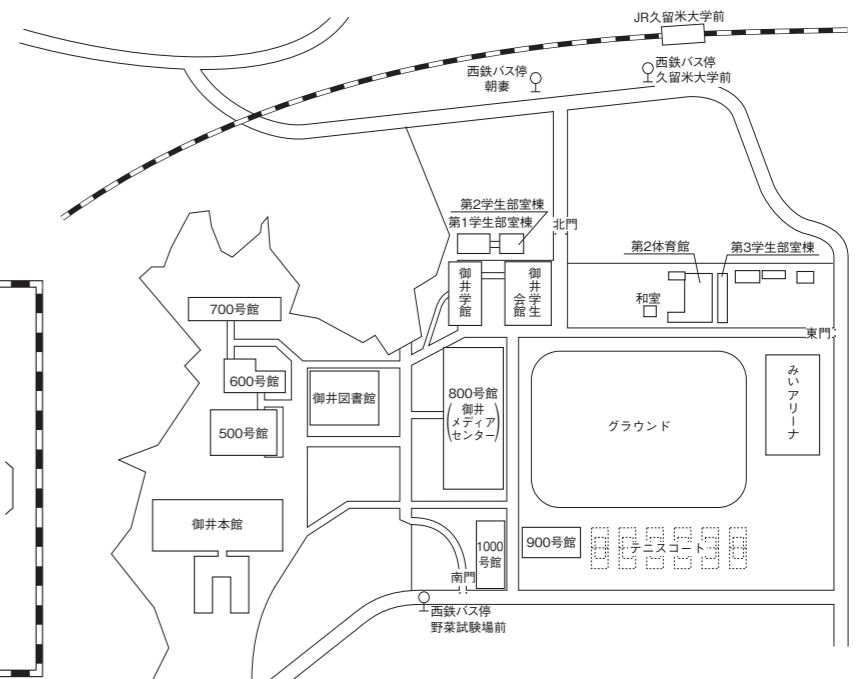 JR久留米大学前
西鉄バス停
朝妻
西鉄バス停
久留米大学前
第2学生部室棟
第1学生部室棟
北門
第2体育館
第3学生部室棟
御井学館
御井学生
会館
和室
東門
700号館
600号館
500号館
御井図書館
800号館
(御井
メディア
センター)
グラウンド
みいアリーナ
御井本館
1000
号館
900号館
テニスコート
南門
西鉄バス停
野菜試験場前